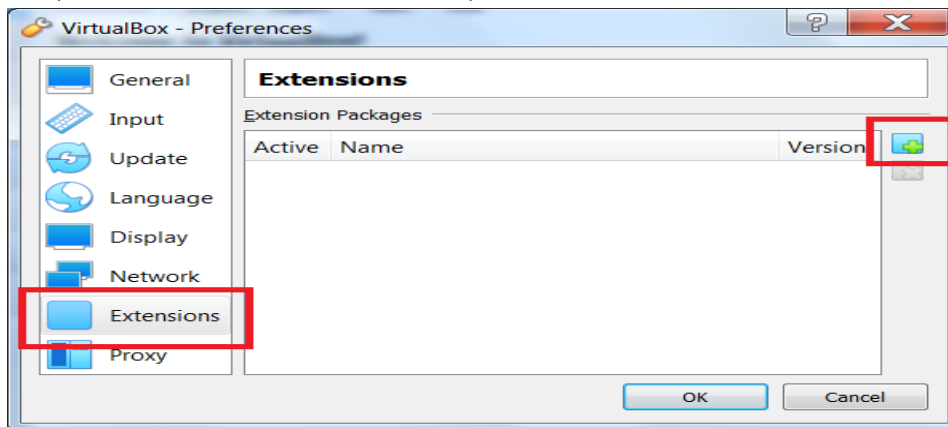 VirtualBox - Preferences
General
Input
Update
Language
Display
Network
Extensions
Proxy
Extensions
Extension Packages
Active Name Version
OK Cancel